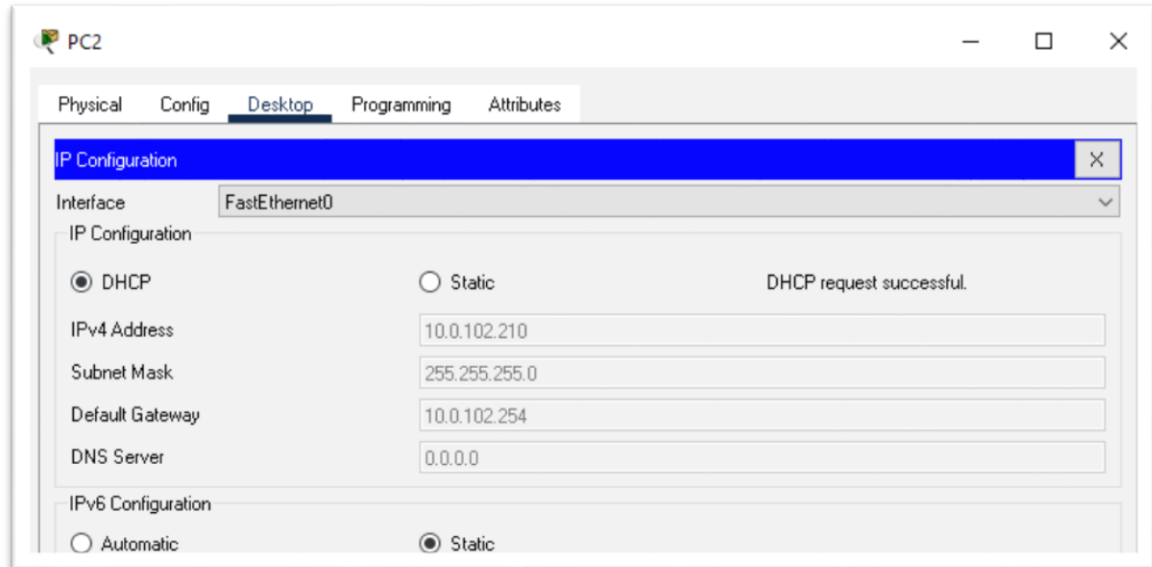 PC2
Physical Config Desktop Programming Attributes
IP Configuration X
Interface FastEthernet0
IP Configuration
DHCP Static DHCP request successful.
IPv4 Address 10.0.102.210
Subnet Mask 255.255.255.0
Default Gateway 10.0.102.254
DNS Server 0.0.0.0
IPv6 Configuration
Automatic Static